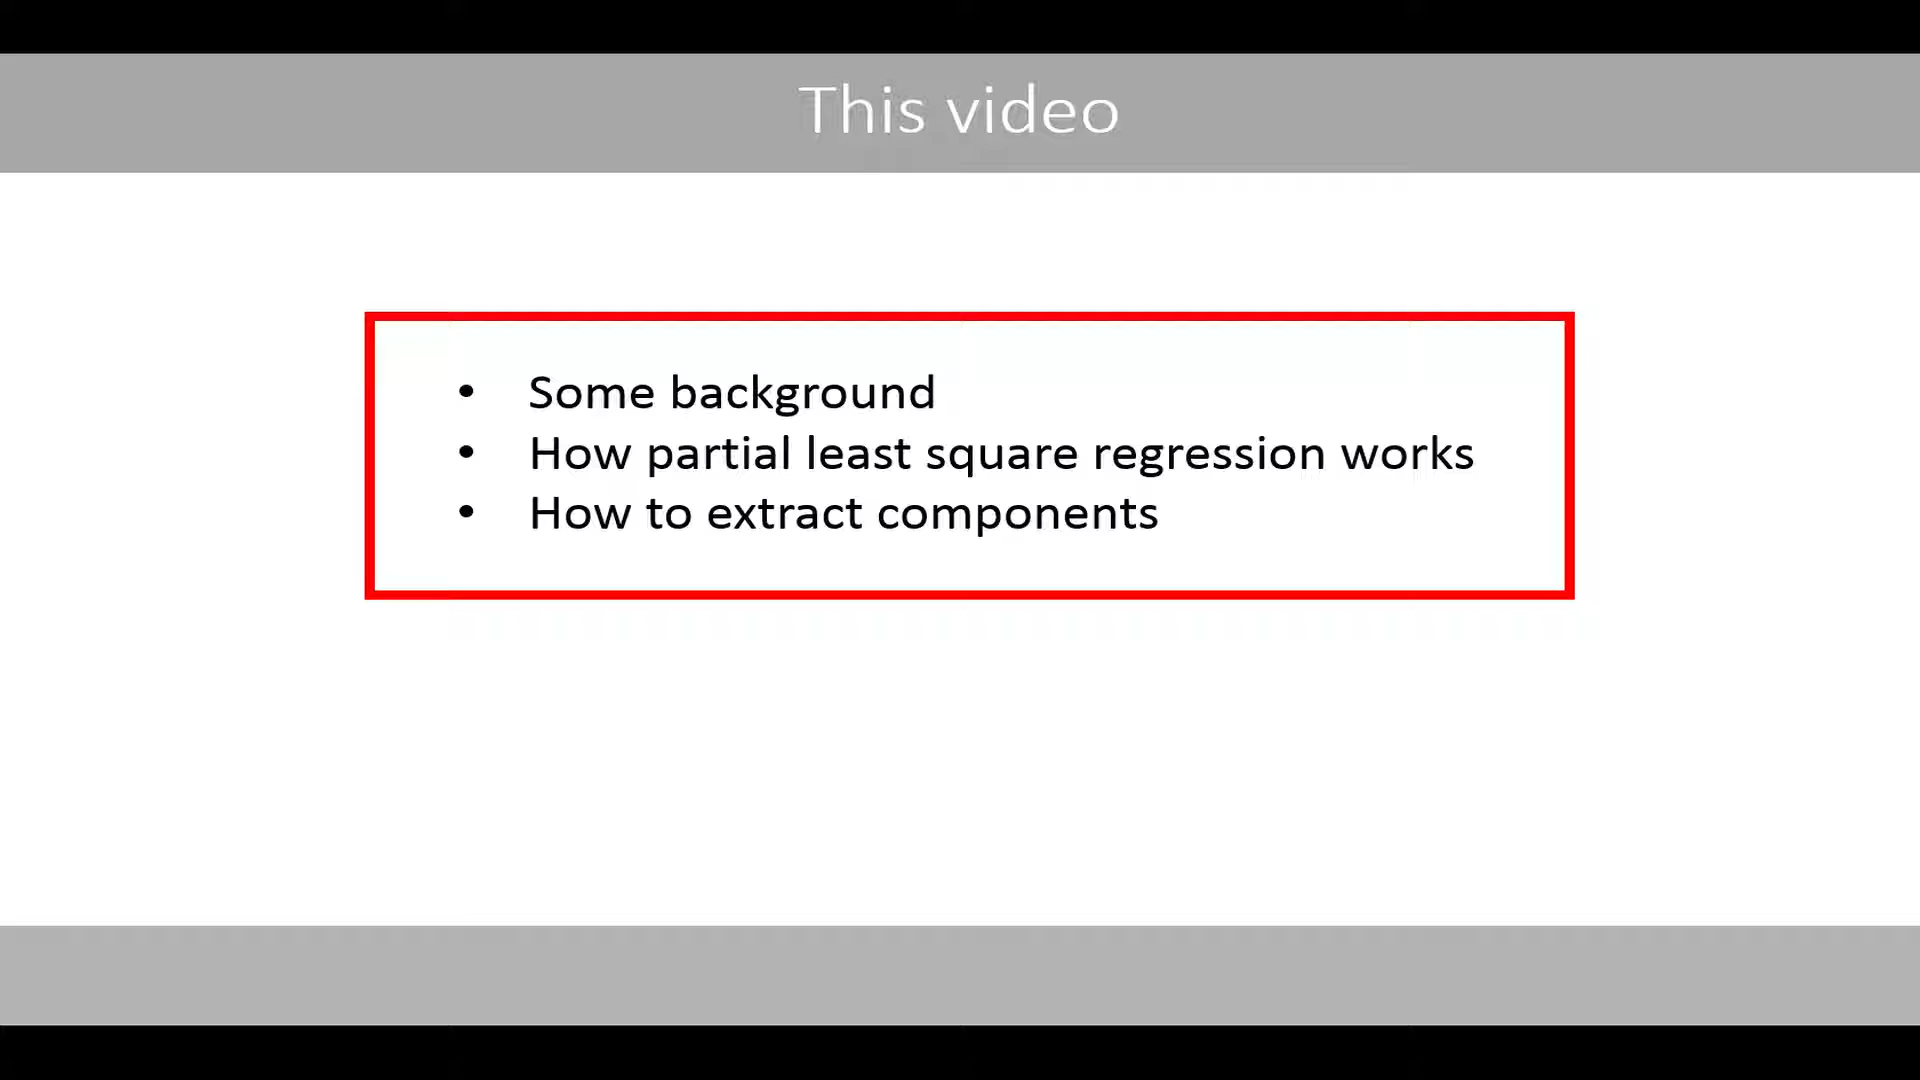 This video
• Some background
• How partial least square regression works
• How to extract components